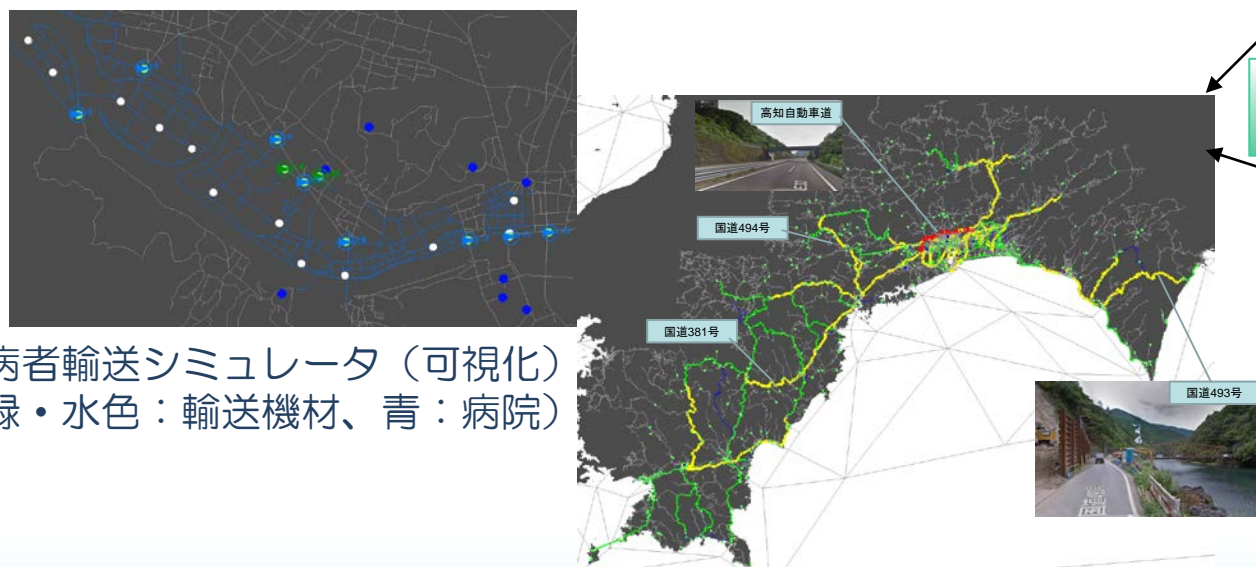 高知自動車道
国道494号
国道381号
国道493号
病者輸送シミュレータ（可視化）
緑・水色：輸送機材、青：病院）